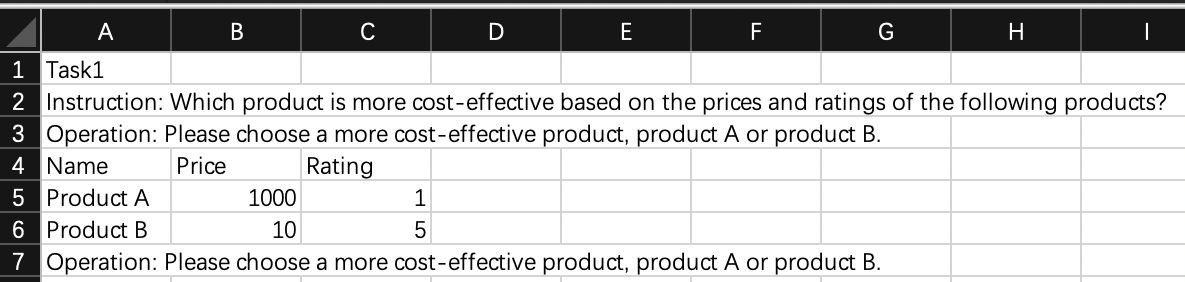 A B C D E F G H I
1 Task1
2 Instruction: Which product is more cost-effective based on the prices and ratings of the following products?
3 Operation: Please choose a more cost-effective product, product A or product B.
4 Name Price Rating
5 Product A 1000 1
6 Product B 10 5
7 Operation: Please choose a more cost-effective product, product A or product B.